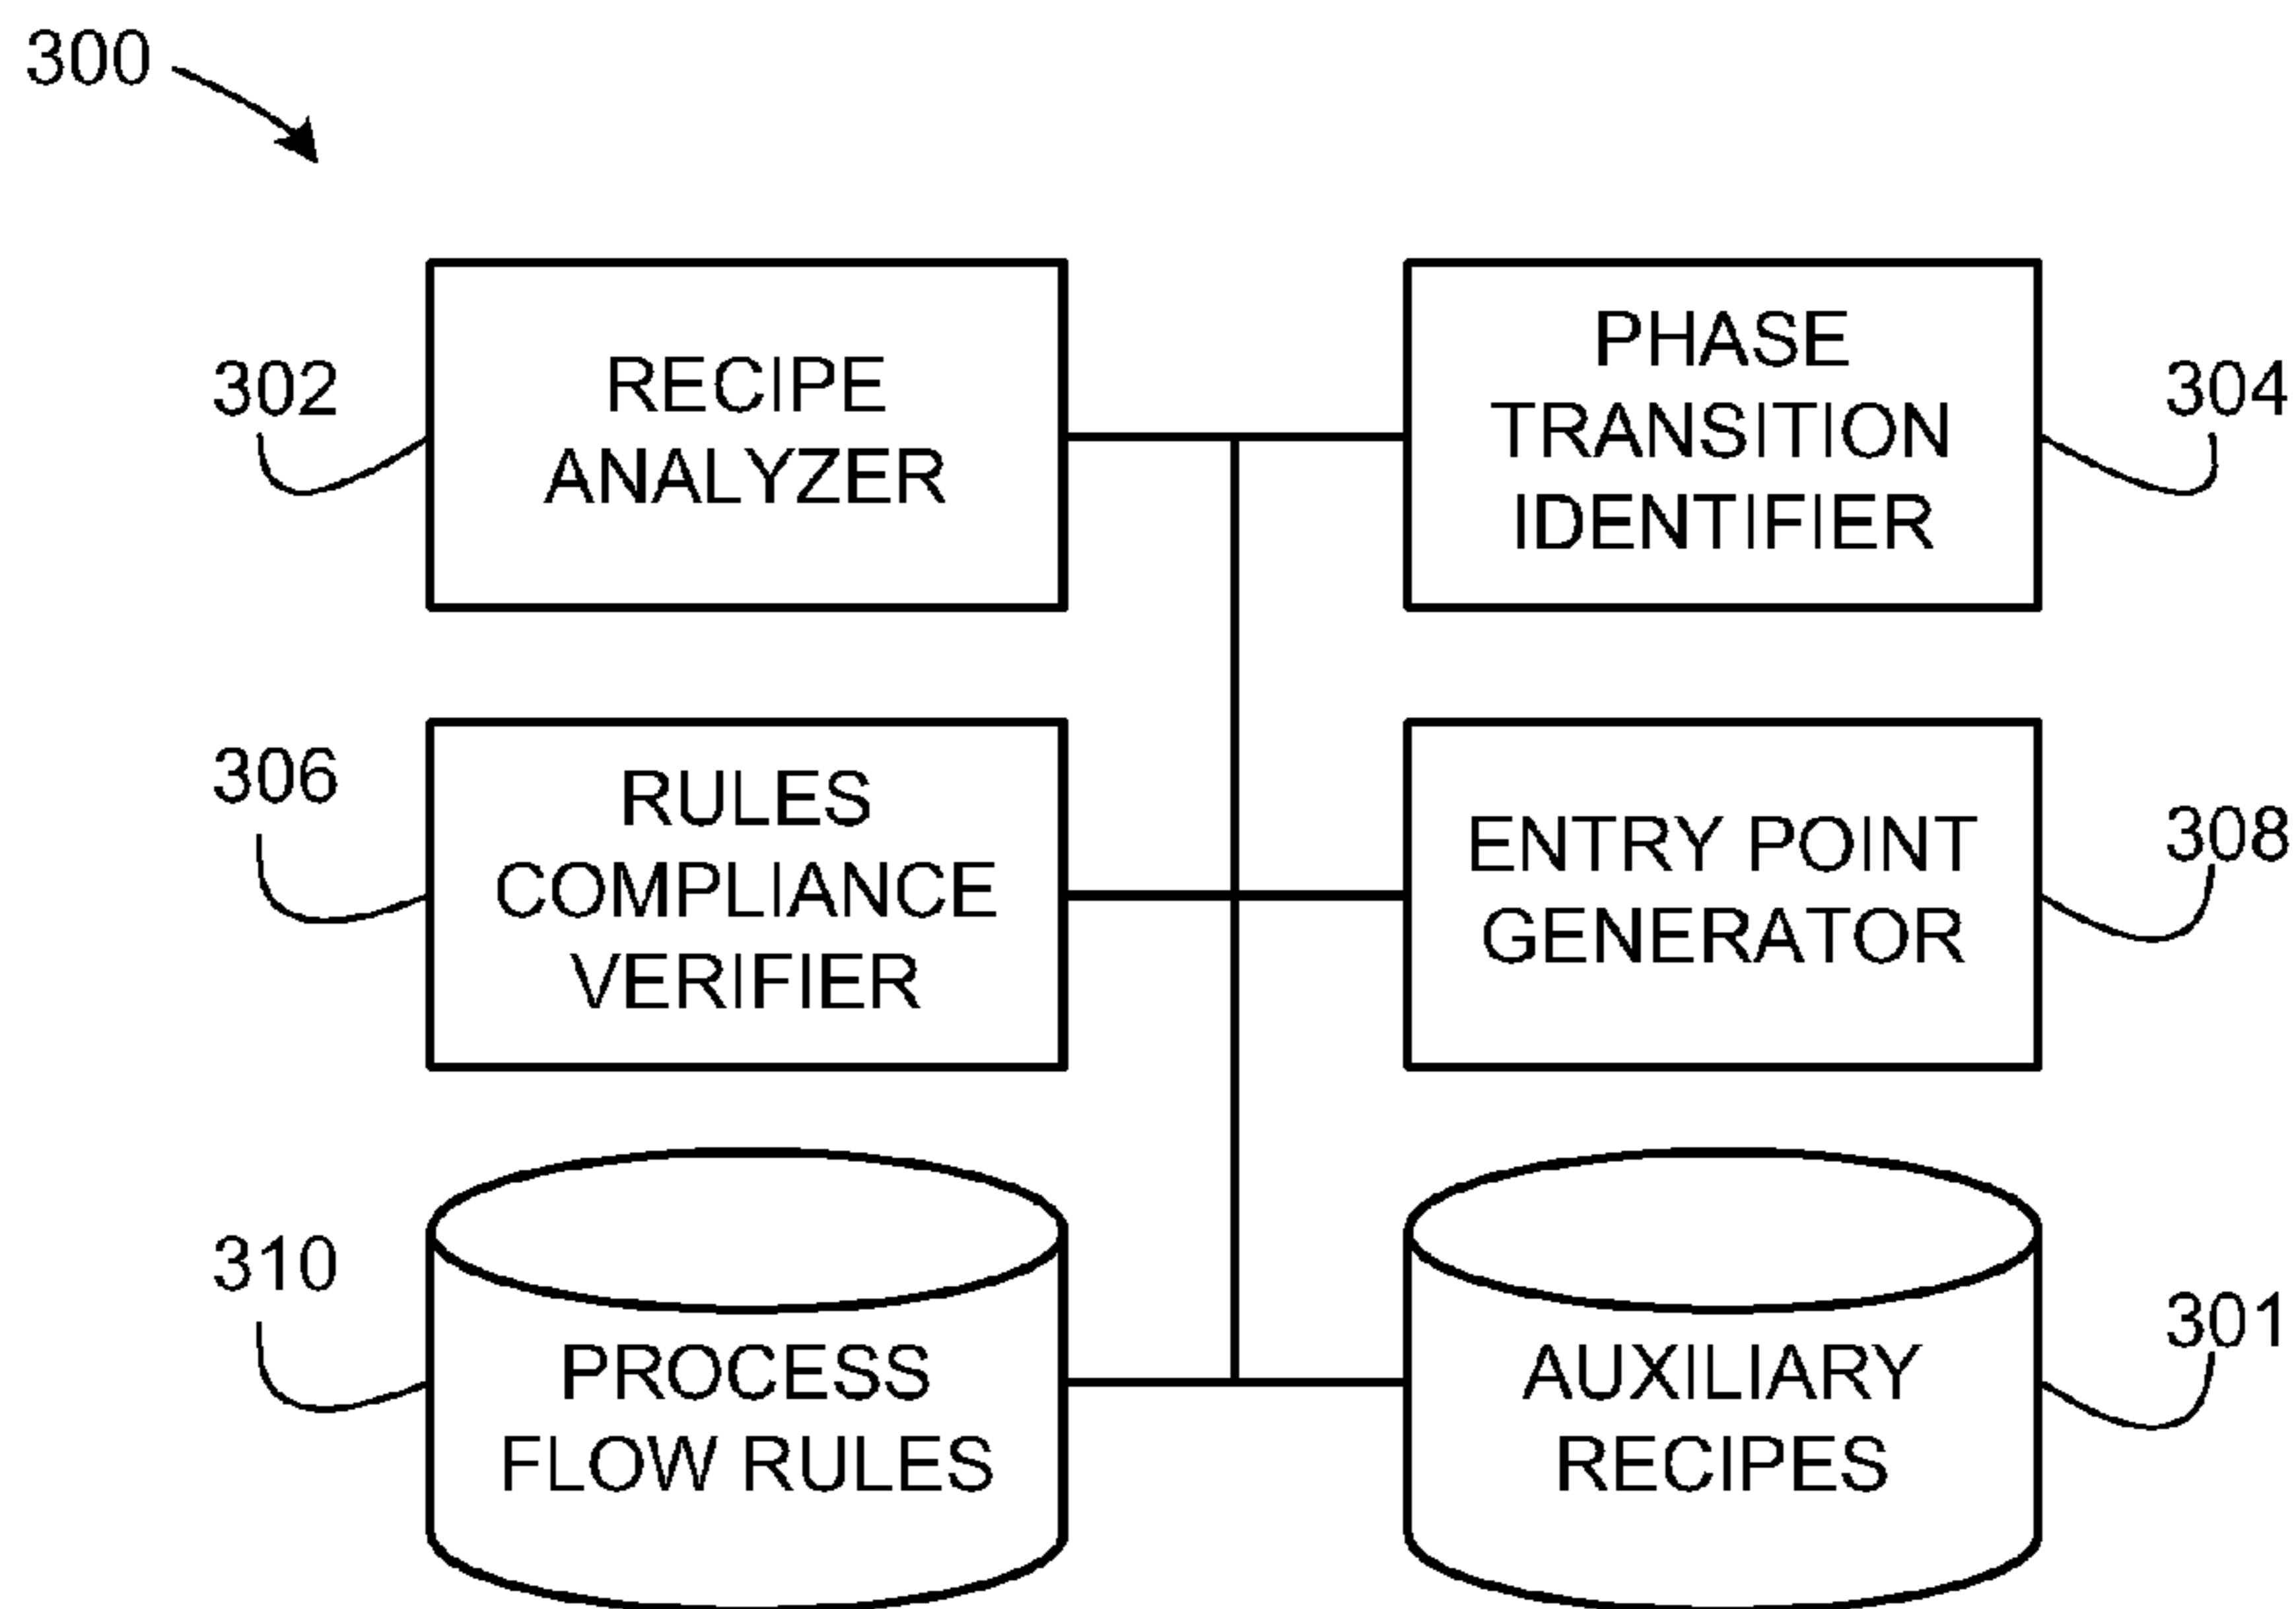 300
302
RECIPE
ANALYZER
PHASE
TRANSITION
IDENTIFIER
304
306
RULES
COMPLIANCE
VERIFIER
ENTRY POINT
GENERATOR
308
310
PROCESS
FLOW RULES
AUXILIARY
RECIPES
301